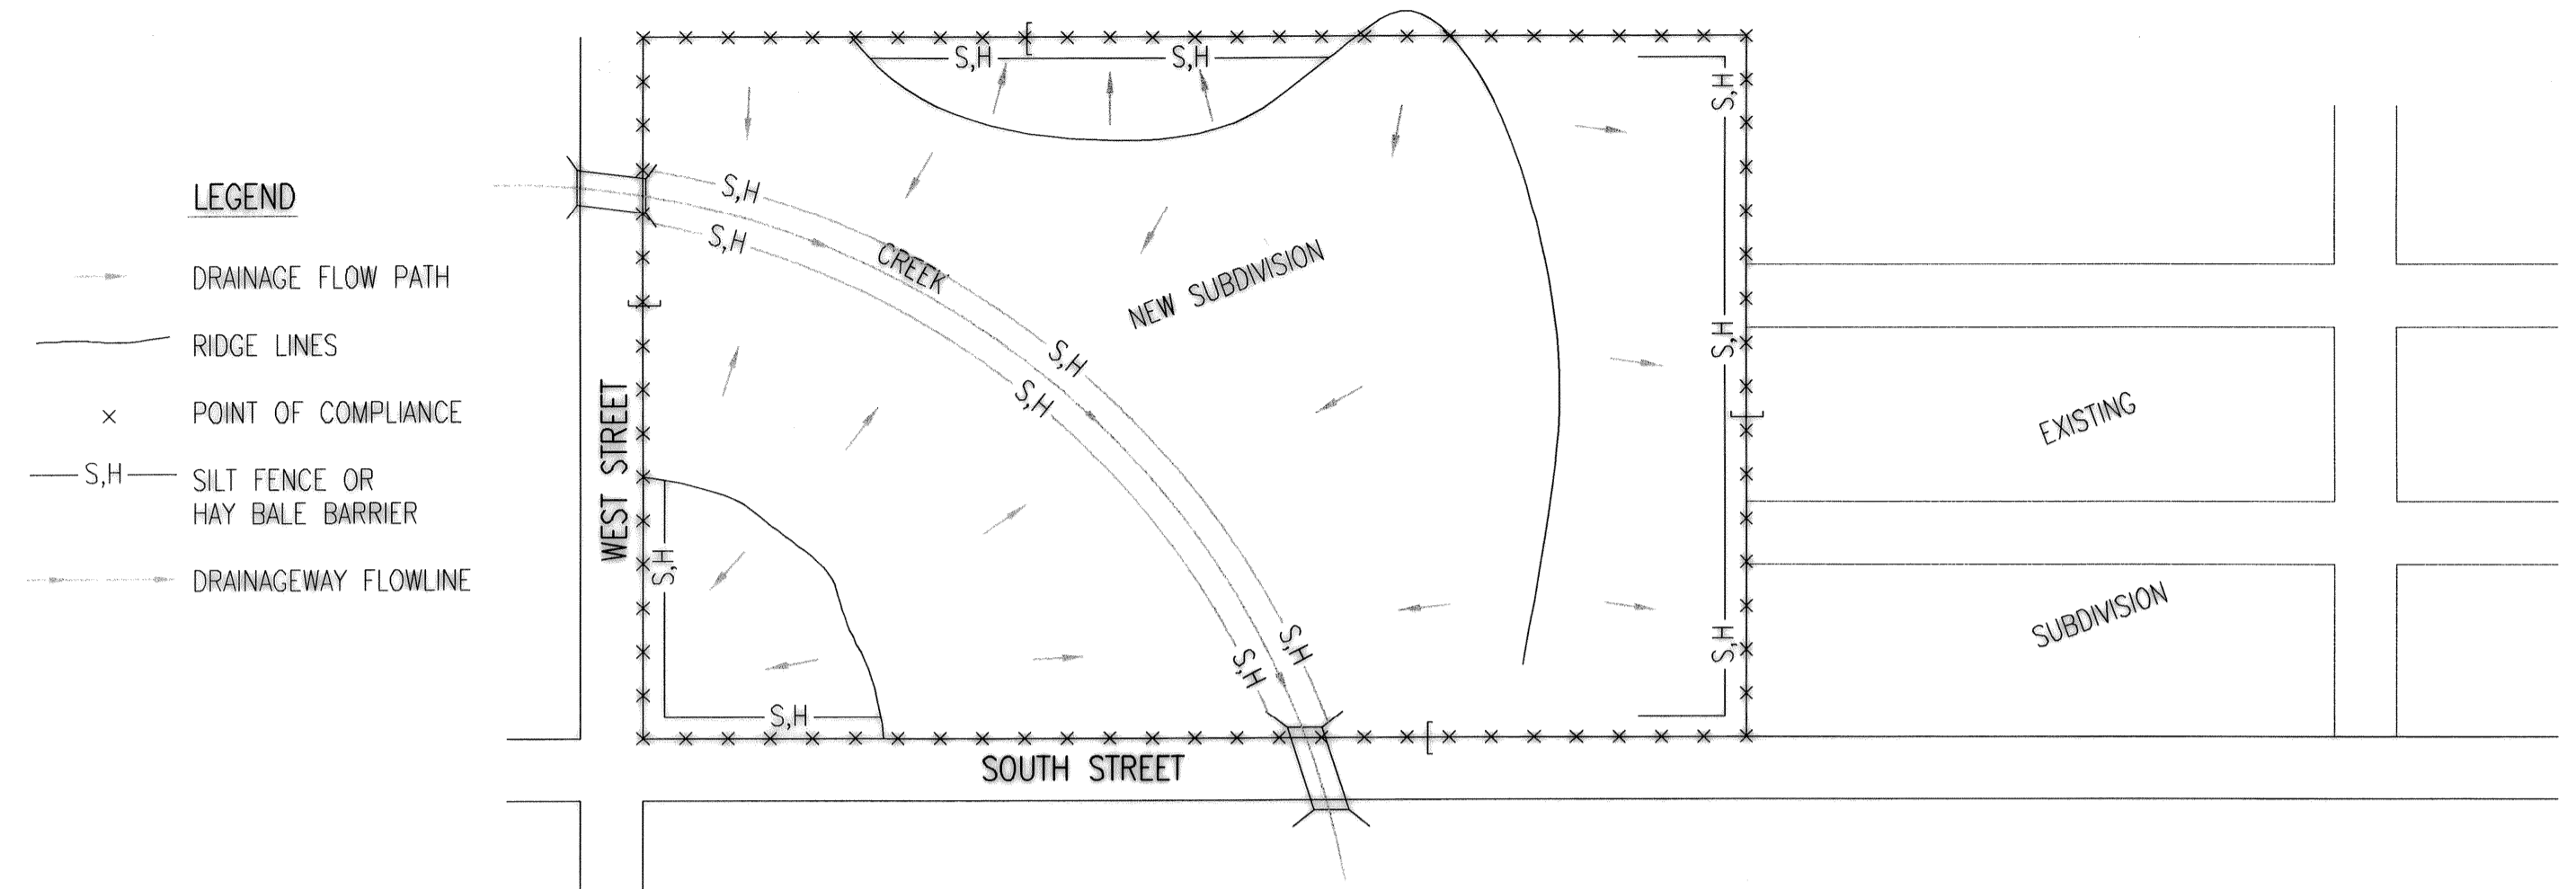 LEGEND
DRAINAGE FLOW PATH
RIDGE LINES
POINT OF COMPLIANCE
S,H
SILT FENCE OR
HAY BALE BARRIER
DRAINAGEWAY FLOWLINE
WEST STREET
S,H
S,H
S,H
S,H
S,H
CREEK
NEW SUBDIVISION
S,H
S,H
S,H
S,H
S,H
S,H
S,H
S,H
S,H
SOUTH STREET
EXISTING
SUBDIVISION